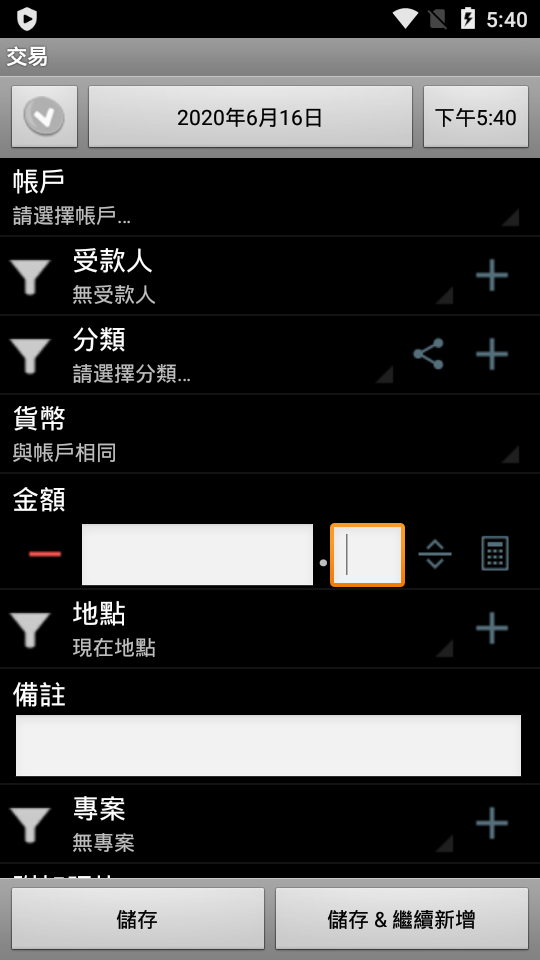 5:40
交易
2020年6月16日
下午5:40
帳戶
請選擇帳戶…
受款人
無受款人
分類
請選擇分類…
貨幣
與帳戶相同
金額
.
地點
現在地點
備註
專案
無專案
儲存
儲存 & 繼續新增